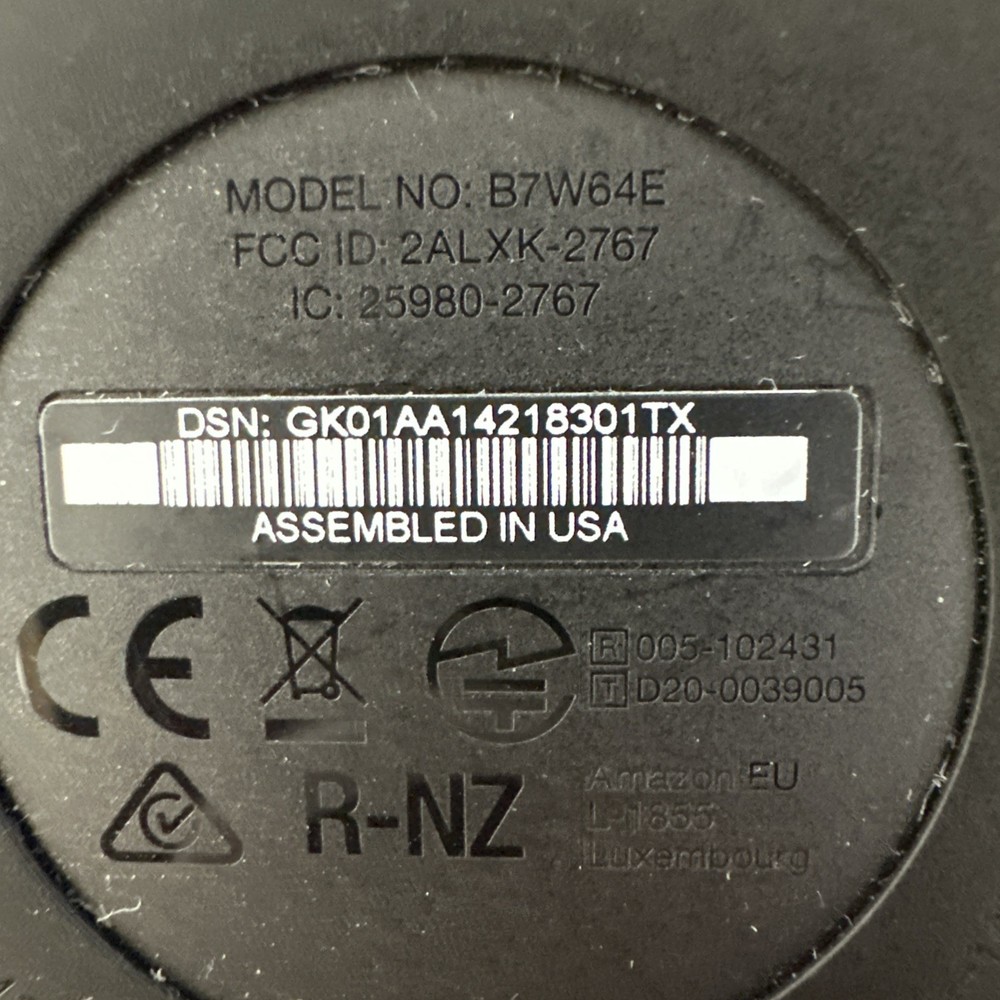 MODEL NO: B7W64E
FCC ID: 2ALXK-2767
IC: 25980-2767
DSN: GK01AA14218301TX
ASSEMBLED IN USA
CE
R 005-102431
T D20-0039005
R-NZ
Amazon EU
L-1855
Luxembourg